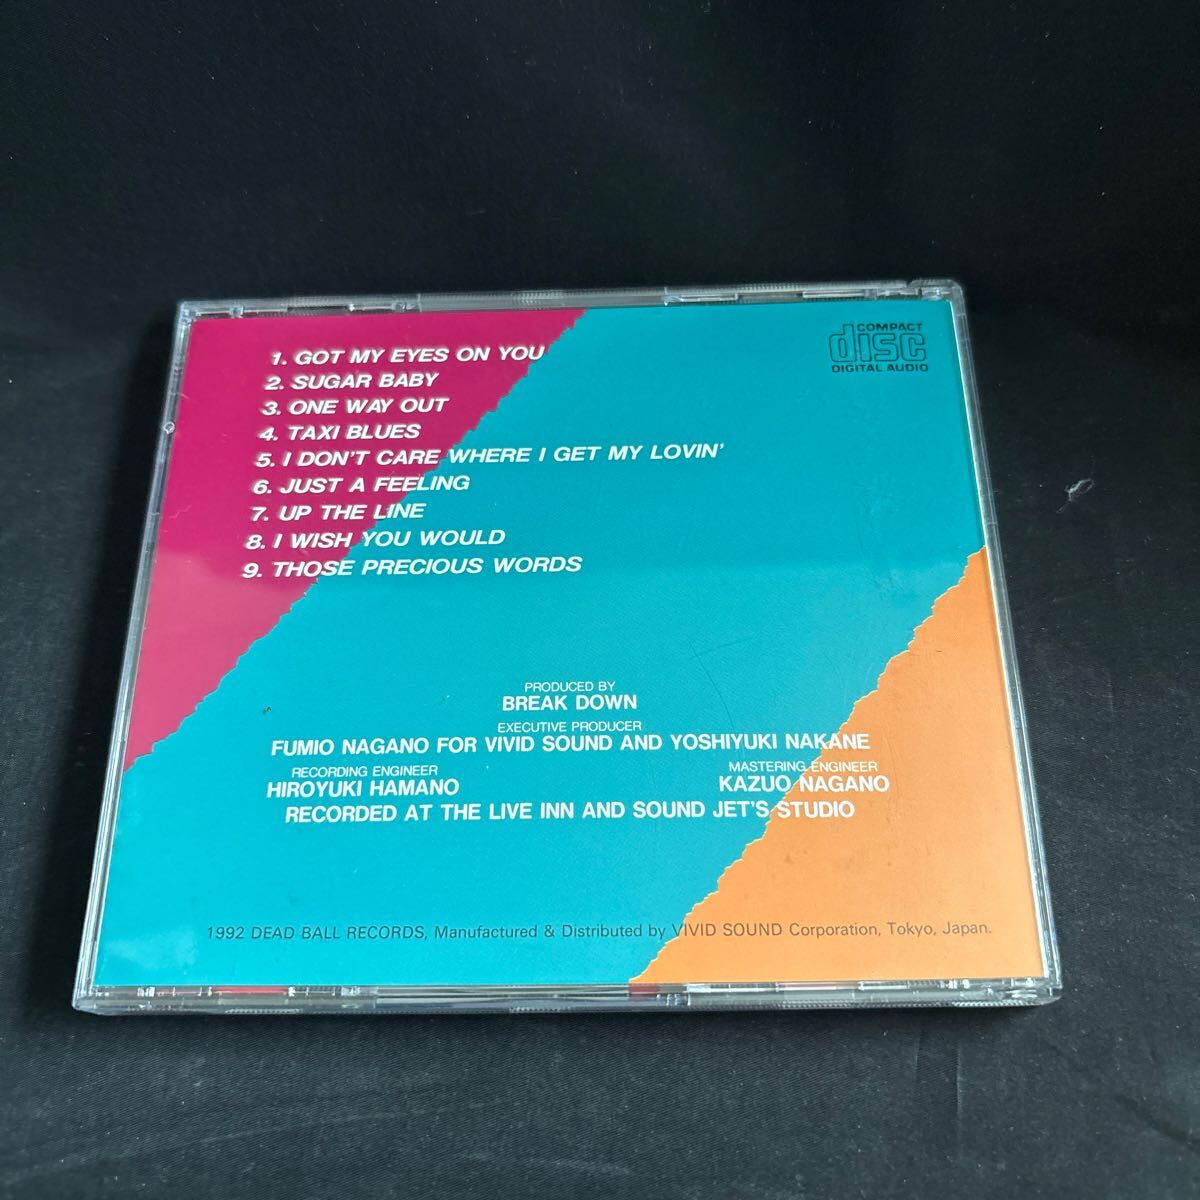 COMPACT
disc
DIGITAL AUDIO
1. GOT MY EYES ON YOU
2. SUGAR BABY
3. ONE WAY OUT
4. TAXI BLUES
5. I DON'T CARE WHERE I GET MY LOVIN'
6. JUST A FEELING
7. UP THE LINE
8. I WISH YOU WOULD
9. THOSE PRECIOUS WORDS
PRODUCED BY
BREAK DOWN
EXECUTIVE PRODUCER
FUMIO NAGANO FOR VIVID SOUND AND YOSHIYUKI NAKANE
RECORDING ENGINEER
HIROYUKI HAMANO
MASTERING ENGINEER
KAZUO NAGANO
RECORDED AT THE LIVE INN AND SOUND JET'S STUDIO
1992 DEAD BALL RECORDS, Manufactured & Distributed by VIVID SOUND Corporation, Tokyo, Japan.